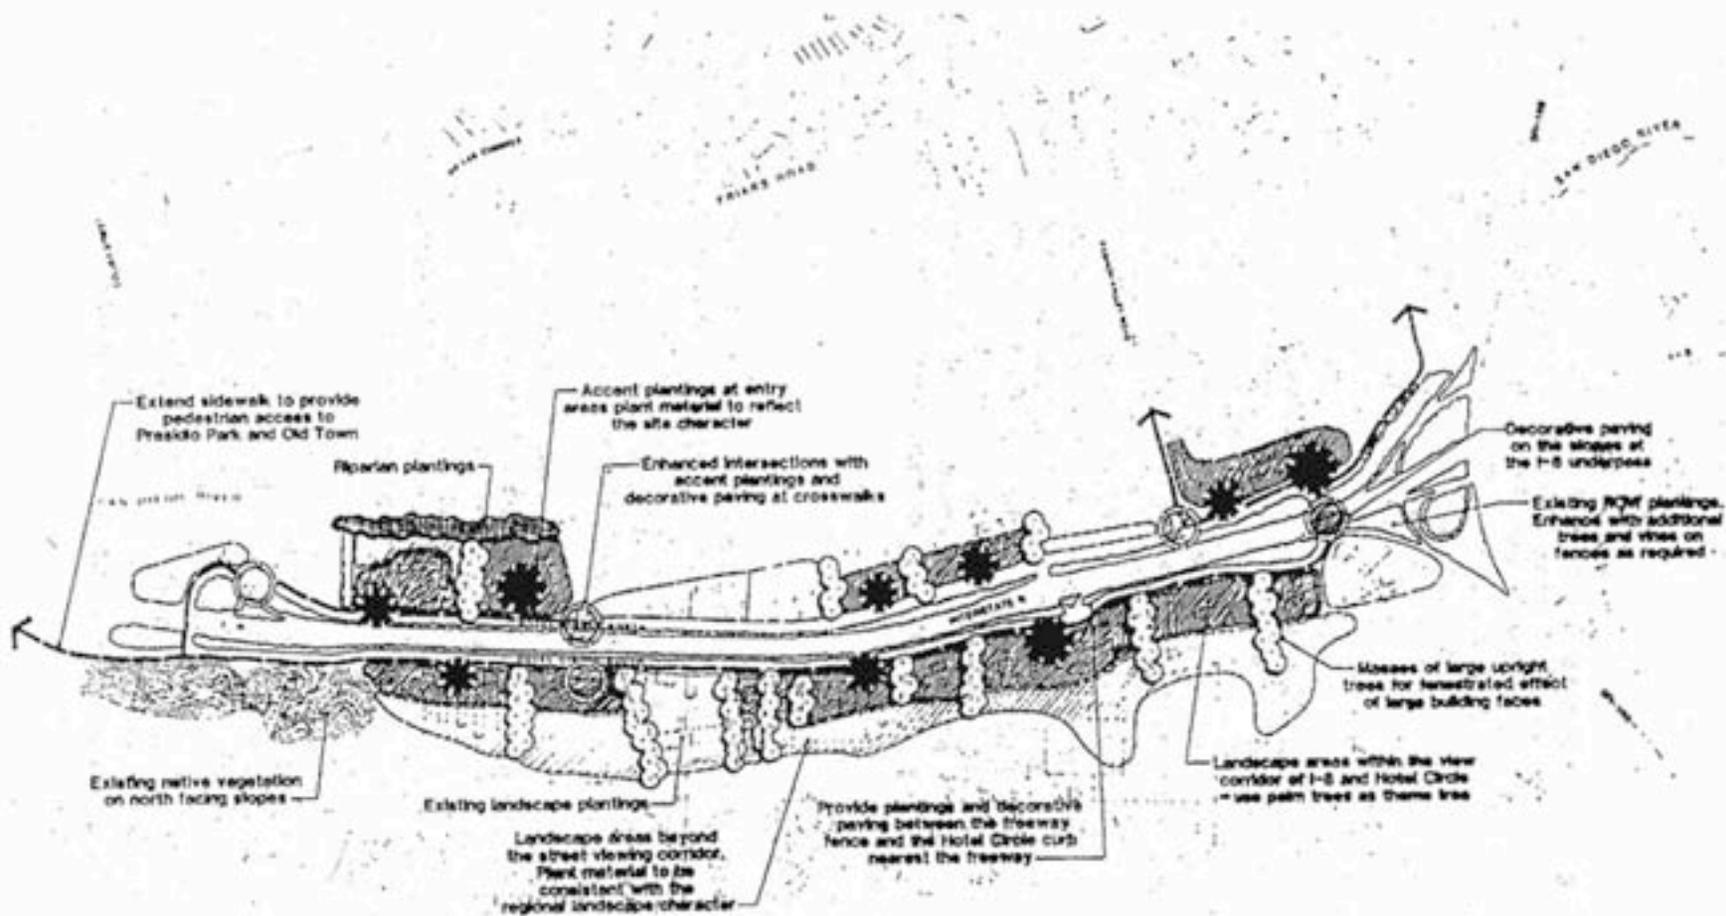 FRIARS ROAD
SAN DIEGO RIVER
Extend sidewalk to provide
pedestrian access to
Presidio Park and Old Town
Accent plantings at entry
areas plant material to reflect
the site character
Riparian plantings
Enhanced intersections with
accent plantings and
decorative paving at crosswalks
Decorative paving
on the slopes at
the I-8 underpass
Existing ROW plantings.
Enhance with additional
trees and vines on
fences as required
INTERSTATE 8
Masses of large upright
trees for fenestrated effect
of large building faces
Landscape areas within the view
corridor of I-8 and Hotel Circle
- use palm trees as theme tree
Existing native vegetation
on north facing slopes
Existing landscape plantings
Provide plantings and decorative
paving between the freeway
fence and the Hotel Circle curb
nearest the freeway
Landscape areas beyond
the street viewing corridor.
Plant material to be
consistent with the
regional landscape character